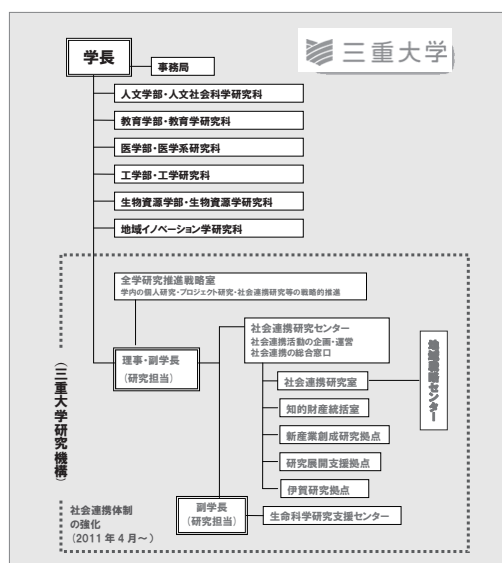 学長
三重大学
事務局
人文学部・人文社会科学研究科
教育学部・教育学研究科
医学部・医学系研究科
工学部・工学研究科
生物資源学部・生物資源学研究科
地域イノベーション学研究科
全学研究推進戦略室
学内の個人研究・プロジェクト研究・社会連携研究等の戦略的推進
理事・副学長
(研究担当)
社会連携研究センター
社会連携活動の企画・運営
社会連携の総合窓口
社会連携研究室
知的財産統括室
新産業創成研究拠点
研究展開支援拠点
伊賀研究拠点
地域戦略センター
(三重大学研究機構)
副学長
(研究担当)
生命科学研究支援センター
社会連携体制
の強化
(2011年4月～)